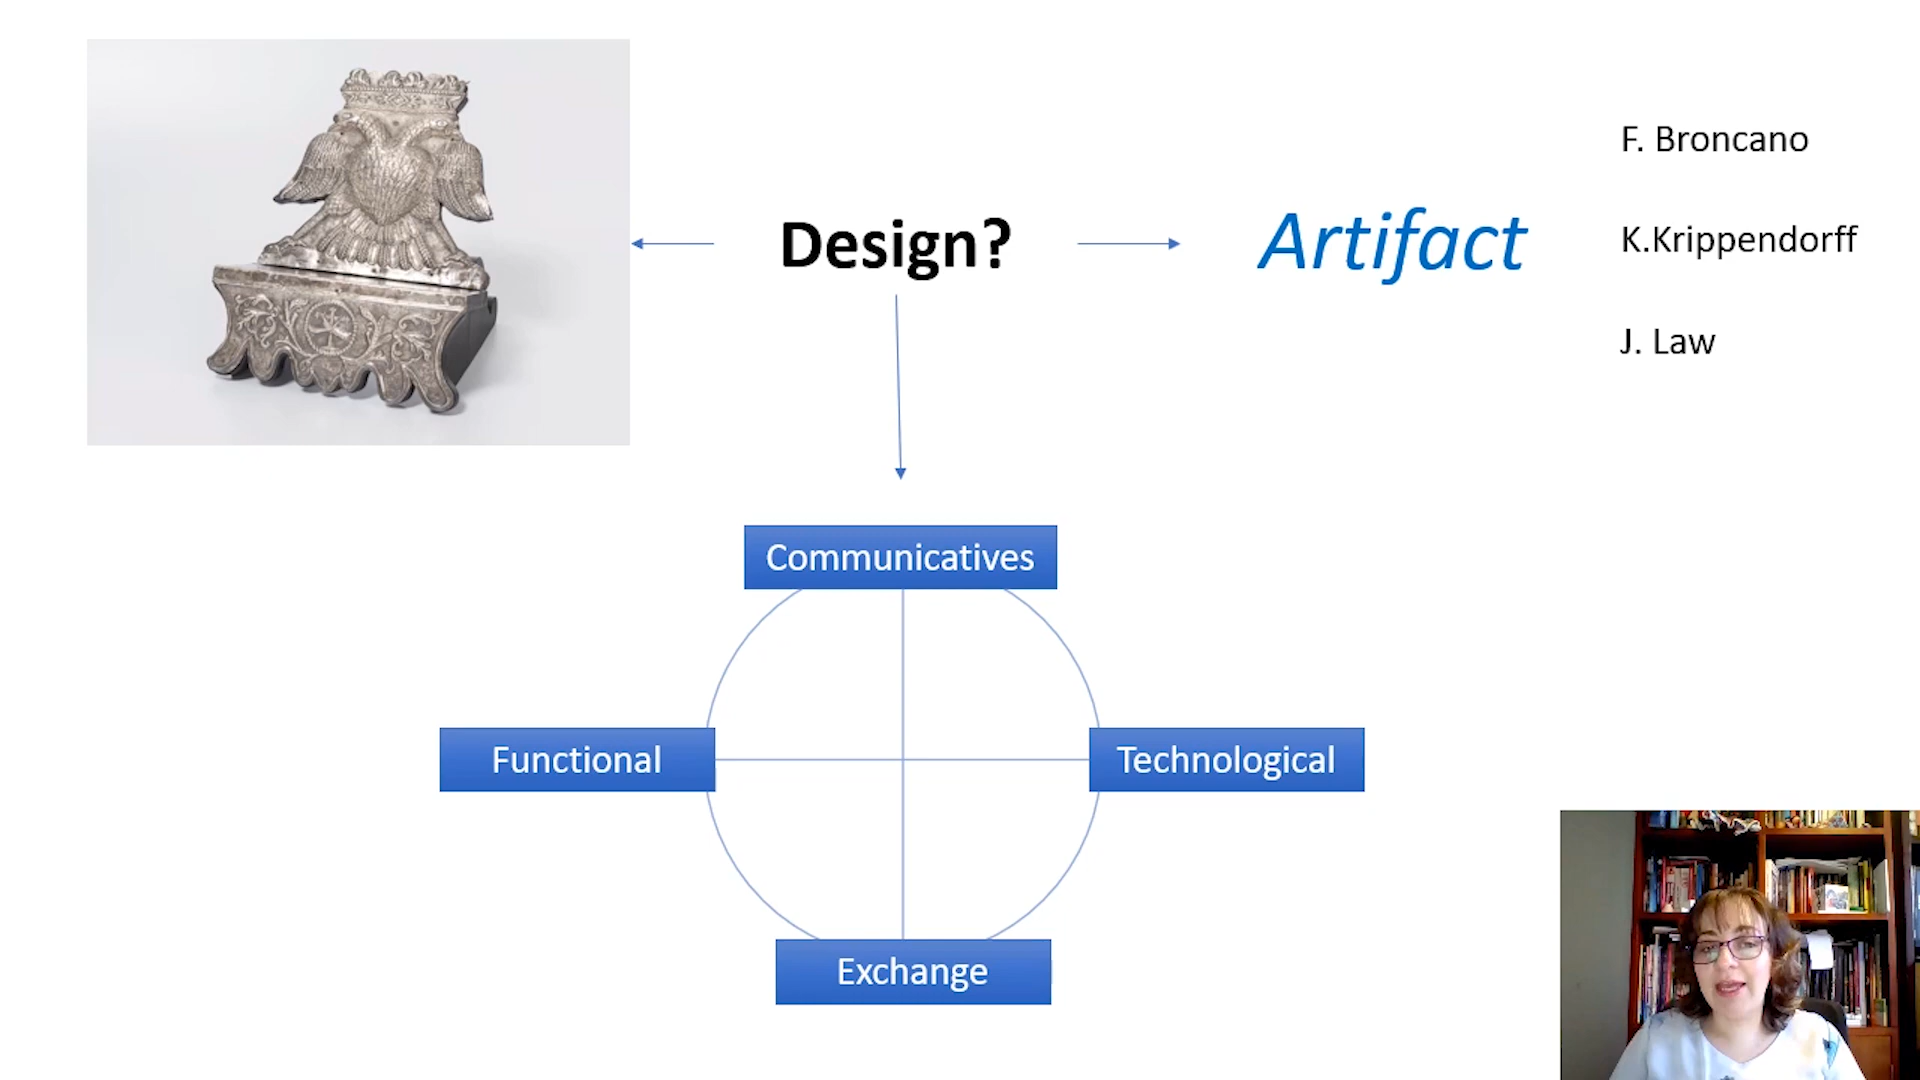 Design?
Artifact
F. Broncano
K.Krippendorff
J. Law
Communicatives
Functional
Technological
Exchange